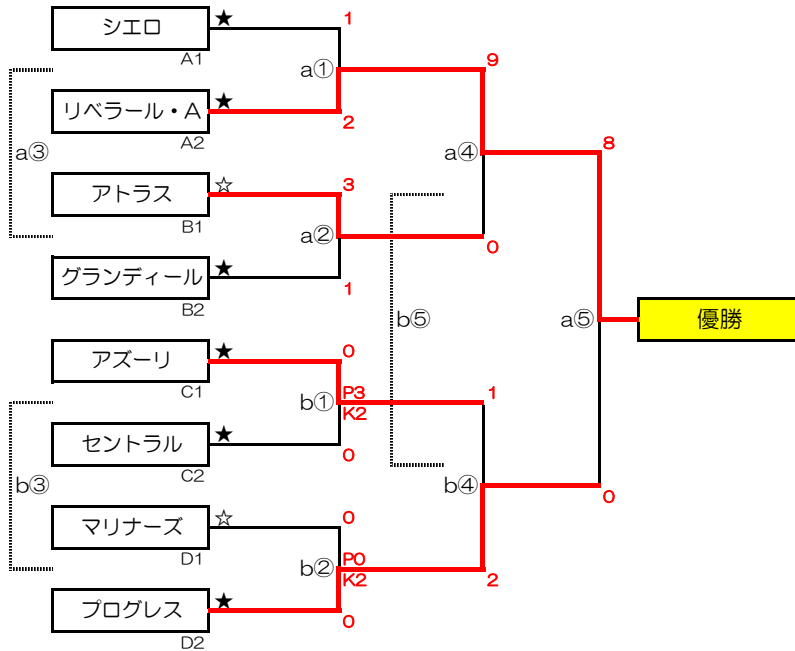 シエロ
★
1
A1
a①
9
リベラール・A
★
2
A2
a③
a④
8
アトラス
☆
3
B1
a②
0
グランディール
★
1
B2
b⑤
a⑤
優勝
アズーリ
★
0
C1
b①
P3
K2
1
セントラル
★
0
C2
b③
b④
0
マリナーズ
☆
0
D1
b②
P0
K2
2
プログレス
★
0
D2